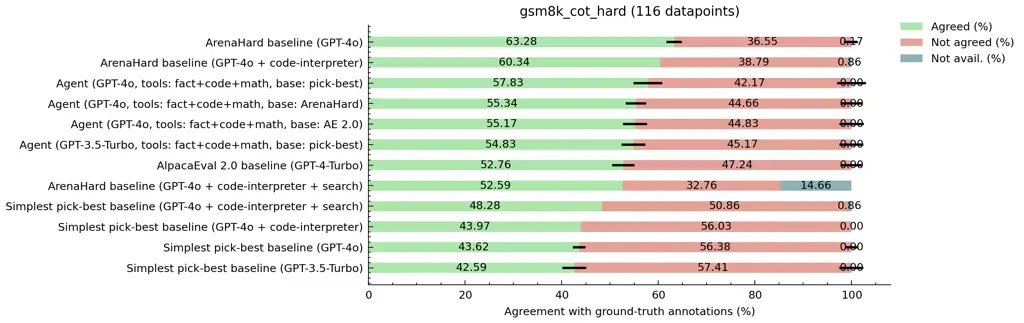 gsm8k_cot_hard (116 datapoints)
Agreed (%)
Not agreed (%)
Not avail. (%)
ArenaHard baseline (GPT-4o) 63.28 36.55 0.17
ArenaHard baseline (GPT-4o + code-interpreter) 60.34 38.79 0.86
Agent (GPT-4o, tools: fact+code+math, base: pick-best) 57.83 42.17 0.00
Agent (GPT-4o, tools: fact+code+math, base: ArenaHard) 55.34 44.66 0.00
Agent (GPT-4o, tools: fact+code+math, base: AE 2.0) 55.17 44.83 0.00
Agent (GPT-3.5-Turbo, tools: fact+code+math, base: pick-best) 54.83 45.17 0.00
AlpacaEval 2.0 baseline (GPT-4-Turbo) 52.76 47.24 0.00
ArenaHard baseline (GPT-4o + code-interpreter + search) 52.59 32.76 14.66
Simplest pick-best baseline (GPT-4o + code-interpreter + search) 48.28 50.86 0.86
Simplest pick-best baseline (GPT-4o + code-interpreter) 43.97 56.03 0.00
Simplest pick-best baseline (GPT-4o) 43.62 56.38 0.00
Simplest pick-best baseline (GPT-3.5-Turbo) 42.59 57.41 0.00
0 20 40 60 80 100
Agreement with ground-truth annotations (%)